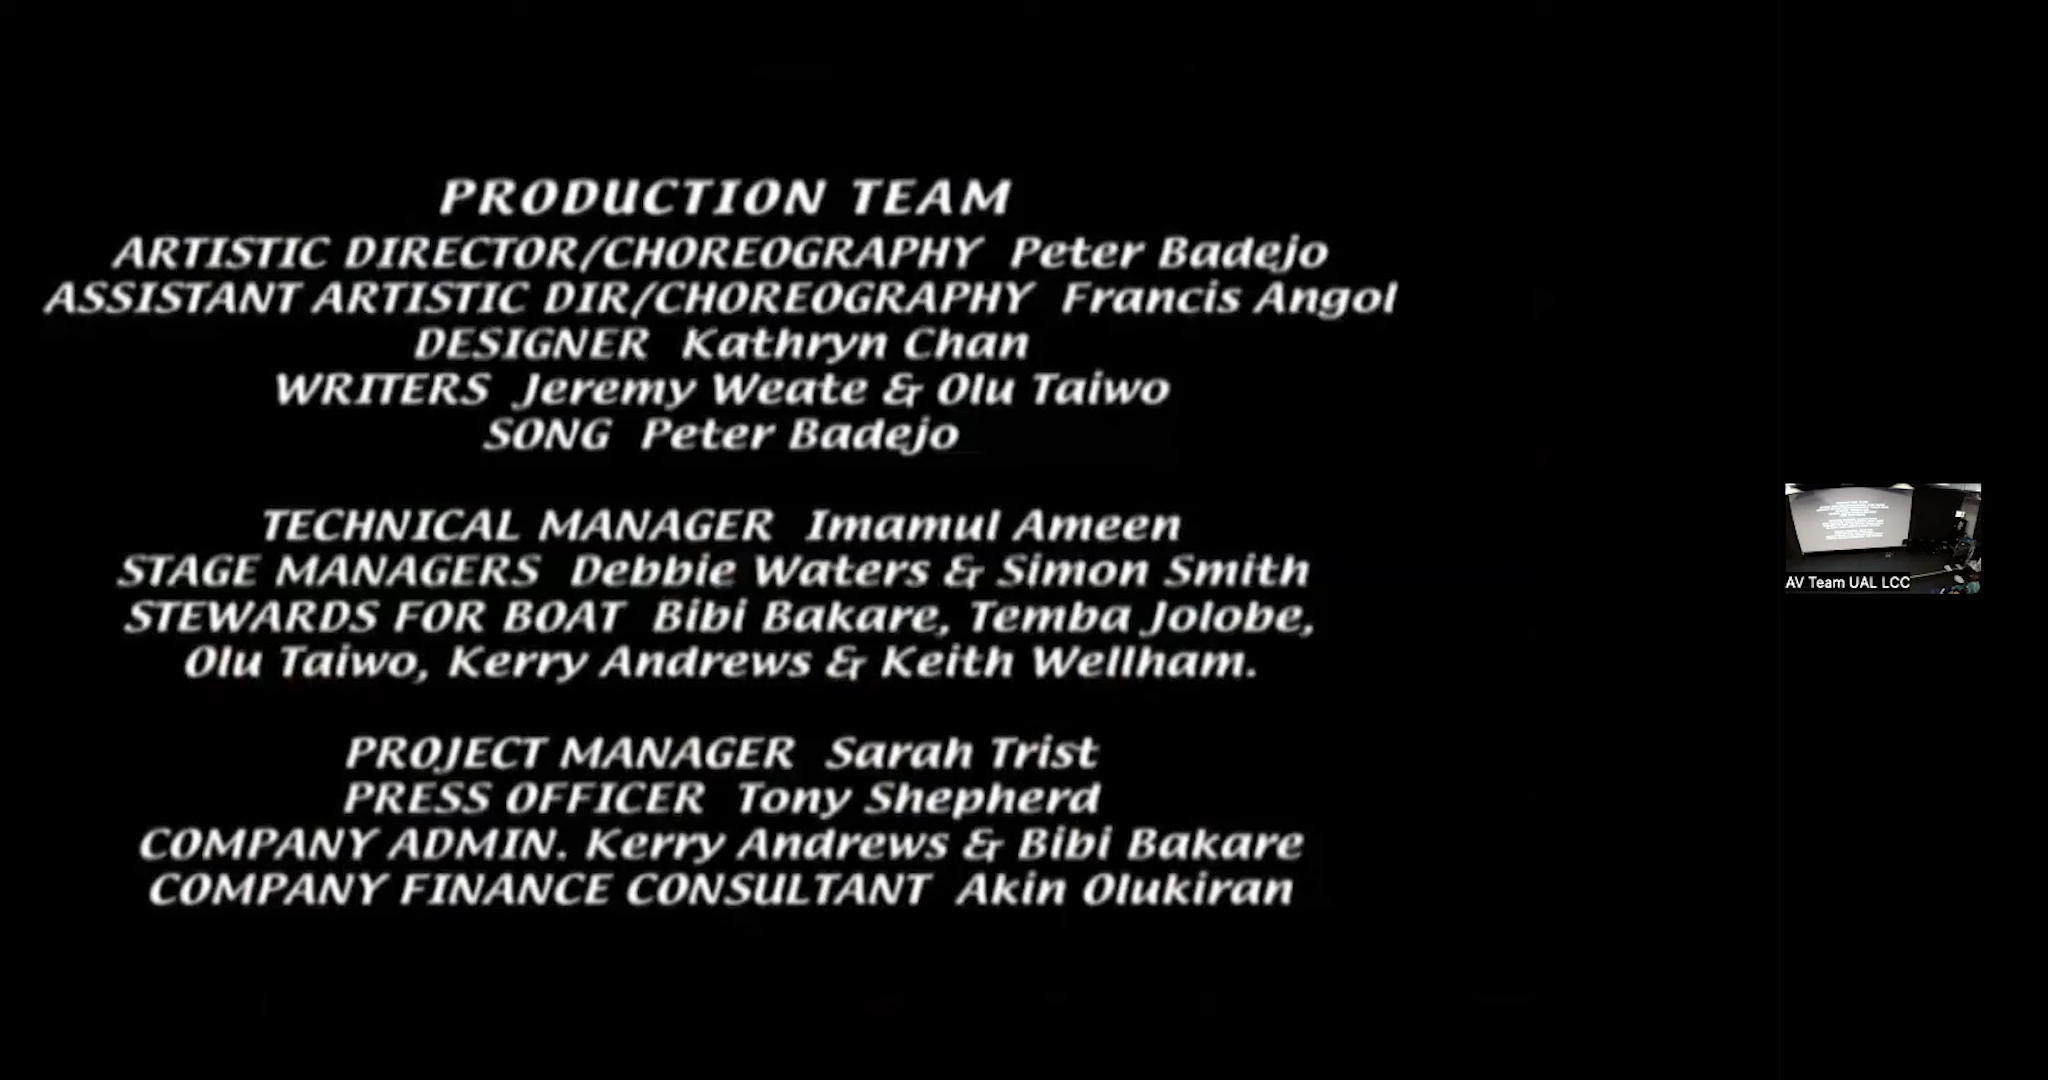 PRODUCTION TEAM
ARTISTIC DIRECTOR/CHOREOGRAPHY Peter Badejo
ASSISTANT ARTISTIC DIR/CHOREOGRAPHY Francis Angol
DESIGNER Kathryn Chan
WRITERS Jeremy Weate & Olu Taiwo
SONG Peter Badejo
TECHNICAL MANAGER Imamul Ameen
STAGE MANAGERS Debbie Waters & Simon Smith
STEWARDS FOR BOAT Bibi Bakare, Temba Jolobe,
Olu Taiwo, Kerry Andrews & Keith Wellham.
PROJECT MANAGER Sarah Trist
PRESS OFFICER Tony Shepherd
COMPANY ADMIN. Kerry Andrews & Bibi Bakare
COMPANY FINANCE CONSULTANT Akin Olukiran
AV Team UAL LCC